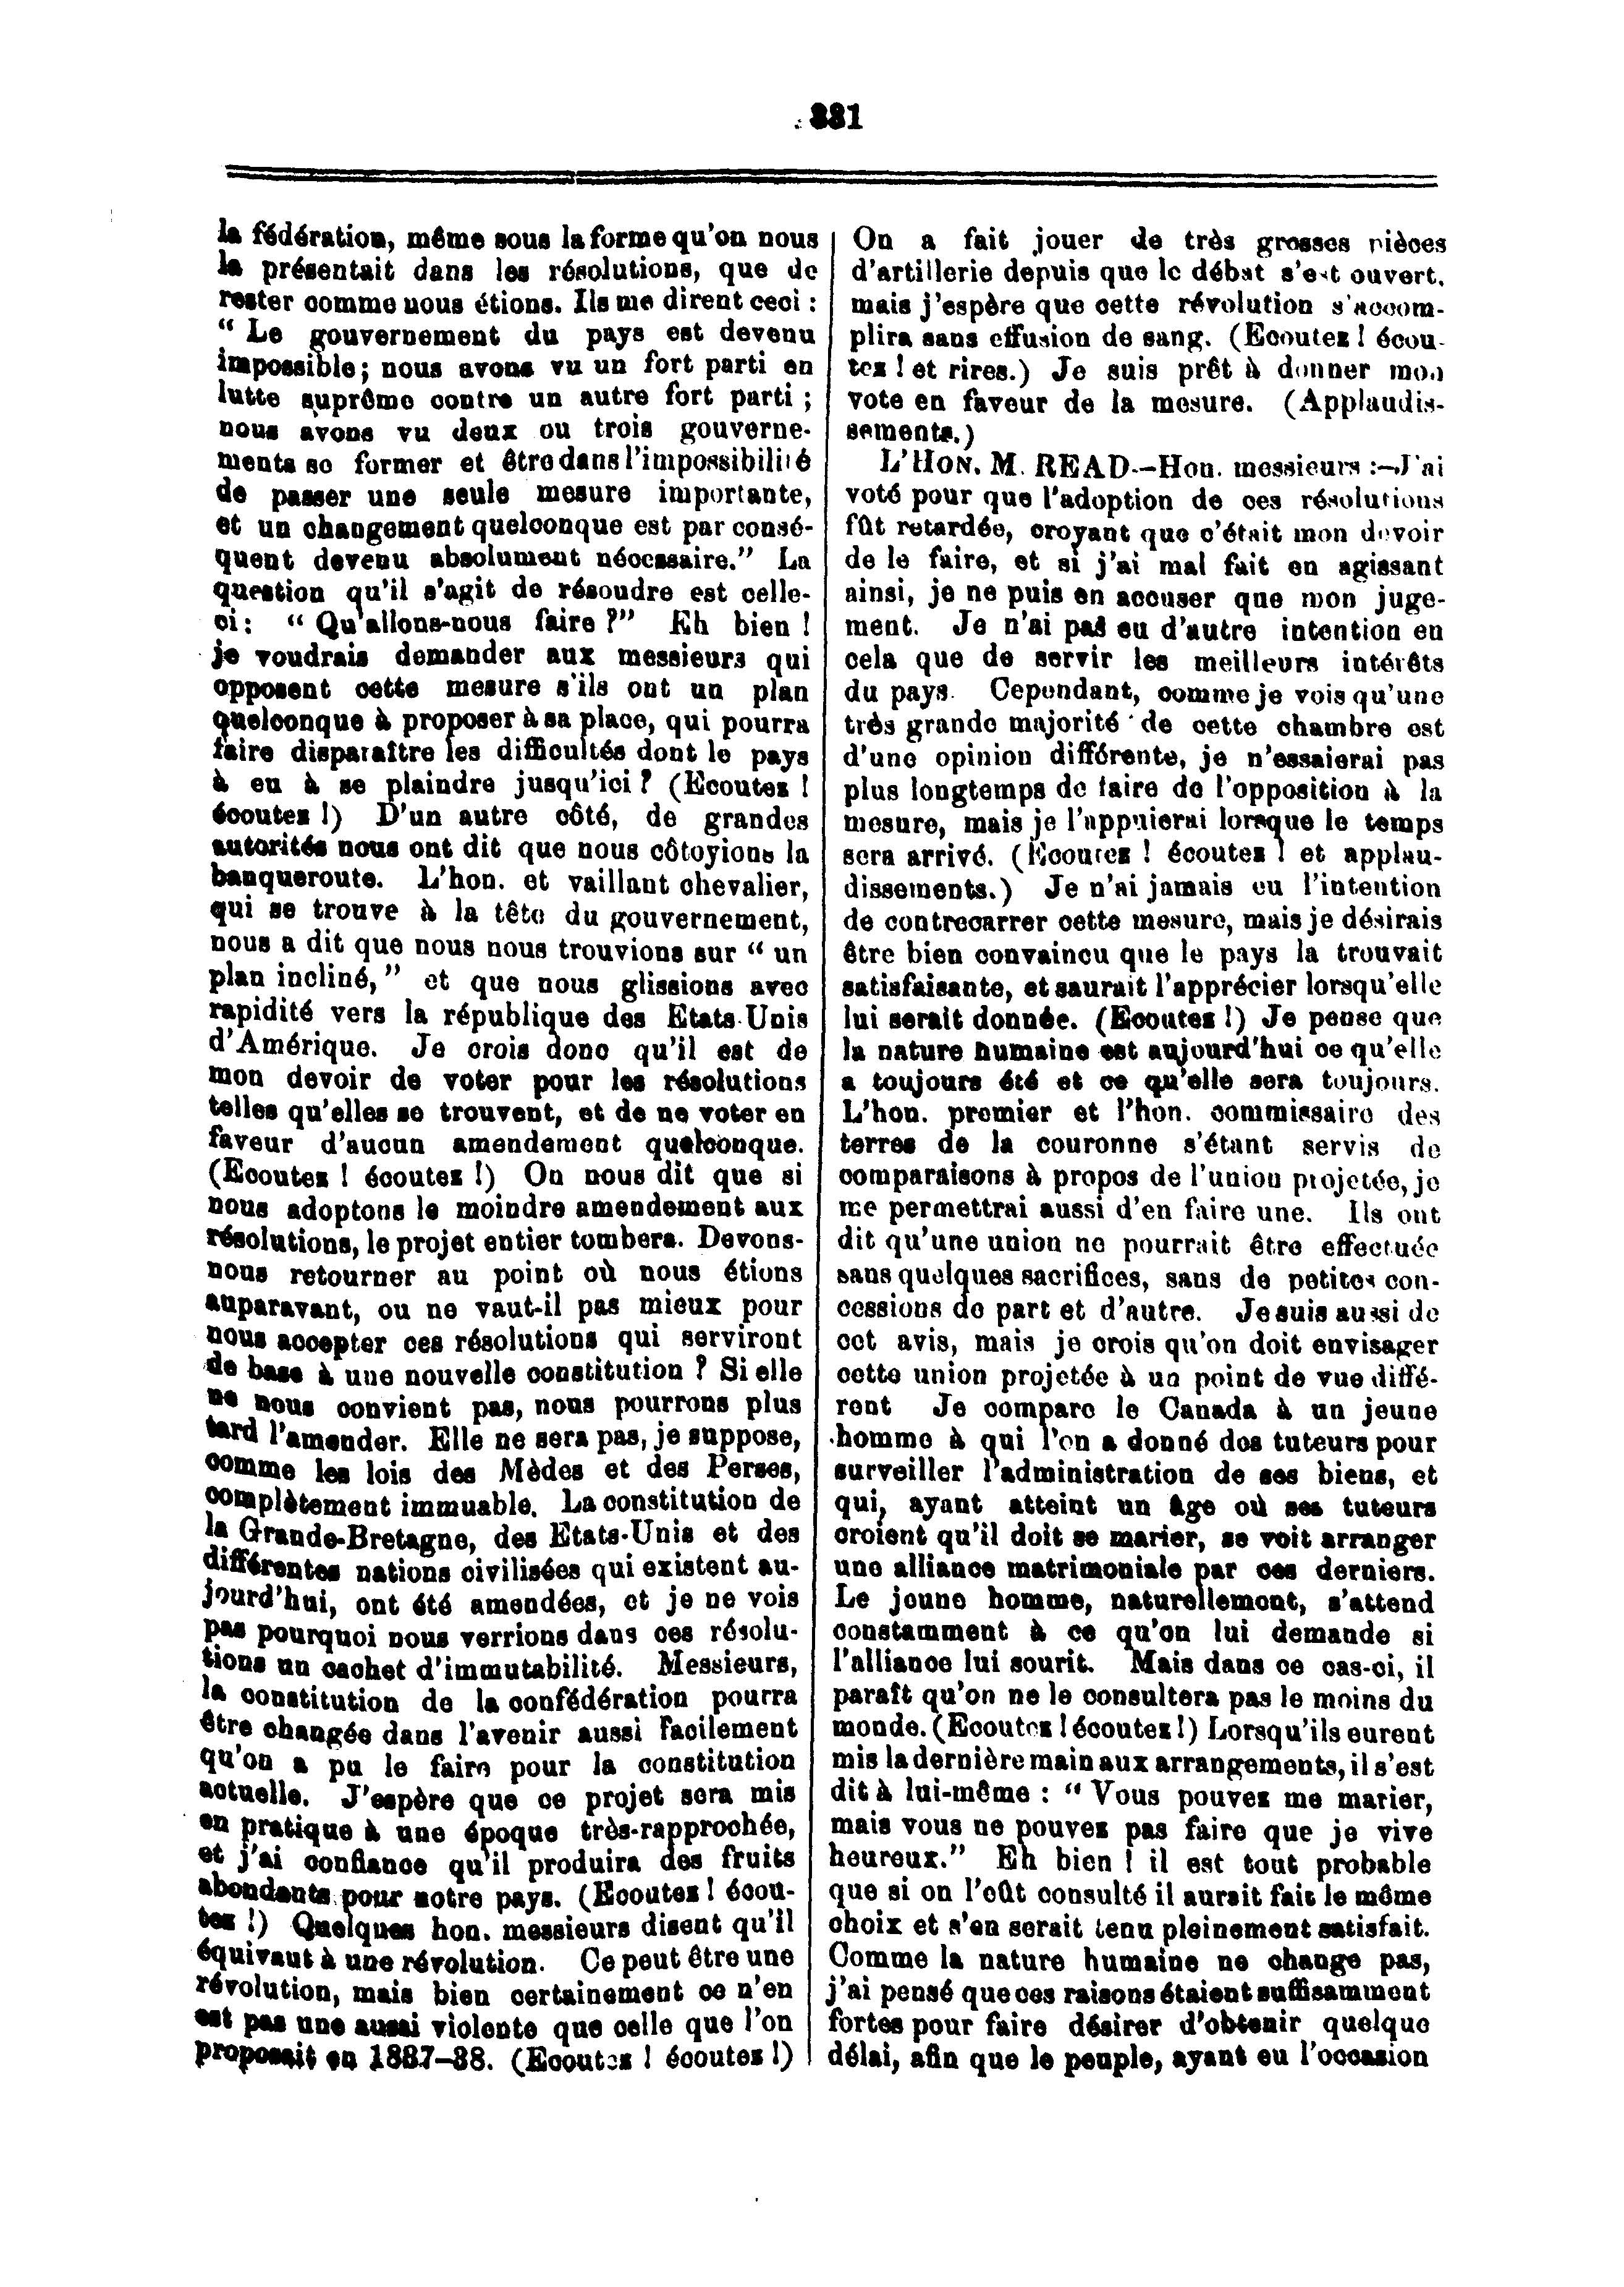 331
la fédération, même sous la forme qu'on nous
la présentait dans les résolutions, que de
rester comme nous étions. Ils me dirent ceci :
“ Le gouvernement du pays est devenu
impossible; nous avons vu un fort parti en
lutte suprême contre un autre fort parti ;
nous avons vu deux ou trois gouverne-
ments se former et être dans l'impossibilité
de passer une seule mesure importante,
et un changement quelconque est par consé-
quent devenu absolument nécessaire.” La
question qu'il s'agit de résoudre est celle-
ci: “ Qu'allons-nous faire ?” Eh bien !
je voudrais demander aux messieurs qui
opposent cette mesure s'ils ont un plan
quelconque à proposer à sa place, qui pourra
faire disparaître les difficultés dont le pays
à eu à se plaindre jusqu'ici ? (Ecoutez !
écoutez !) D'un autre côté, de grandes
autorités nous ont dit que nous côtoyions la
banqueroute. L'hon. et vaillant chevalier,
qui se trouve à la tête du gouvernement,
nous a dit que nous nous trouvions sur “ un
plan incliné,” et que nous glissions avec
rapidité vers la république des Etats-Unis
d'Amérique. Je crois donc qu'il est de
mon devoir de voter pour les résolutions
telles qu'elles se trouvent, et de ne voter en
faveur d'aucun amendement quelconque.
(Ecoutez ! écoutez !) On nous dit que si
nous adoptons le moindre amendement aux
résolutions, le projet entier tombera. Devons-
nous retourner au point où nous étions
auparavant, ou ne vaut-il pas mieux pour
nous accepter ces résolutions qui serviront
de base à une nouvelle constitution ? Si elle
ne nous convient pas, nous pourrons plus
tard l'amender. Elle ne sera pas, je suppose,
comme les lois des Mèdes et des Perses,
complètement immuable. La constitution de
la Grande-Bretagne, des Etats-Unis et des
différentes nations civilisées qui existent au-
jourd'hui, ont été amendées, et je ne vois
pas pourquoi nous verrions dans ces résolu-
tions un cachet d'immutabilité. Messieurs,
la constitution de la confédération pourra
être changée dans l'avenir aussi facilement
qu'on a pu le faire pour la constitution
actuelle. J'espère que ce projet sera mis
en pratique à une époque très-rapprochée,
et j'ai confiance qu'il produira des fruits
abondants pour notre pays. (Ecoutez ! écou-
tez !) Quelques hon. messieurs disent qu'il
équivaut à une révolution. Ce peut être une
révolution, mais bien certainement ce n'en
est pas une aussi violente que celle que l'on
proposait en 1837-38. (Ecoutez ! écoutez !)
On a fait jouer de très grosses pièces
d'artillerie depuis que le débat s'est ouvert,
mais j'espère que cette révolution s'accom-
plira sans effusion de sang. (Ecoutez ! écou-
tez ! et rires.) Je suis prêt à donner mon
vote en faveur de la mesure. (Applaudis-
sements.)
L'HON. M. READ—Hon. messieurs :—J'ai
voté pour que l'adoption de ces résolutions
fût retardée, croyant que c'était mon devoir
de le faire, et si j'ai mal fait en agissant
ainsi, je ne puis en accuser que mon juge-
ment. Je n'ai pas eu d'autre intention en
cela que de servir les meilleurs intérêts
du pays. Cependant, comme je vois qu'une
très grande majorité de cette chambre est
d'une opinion différente, je n'essaierai pas
plus longtemps de faire de l'opposition à la
mesure, mais je l'appuierai lorsque le temps
sera arrivé. (Ecoutez ! écoutez ! et applau-
dissements.) Je n'ai jamais eu l'intention
de contrecarrer cette mesure, mais je désirais
être bien convaincu que le pays la trouvait
satisfaisante, et saurait l'apprécier lorsqu'elle
lui serait donnée. (Ecoutez !) Je pense que
la nature humaine est aujourd'hui ce qu'elle
a toujours été et ce qu'elle sera toujours.
L'hon. premier et l'hon. commissaire des
terres de la couronne s'étant servis de
comparaisons à propos de l'union projetée, je
me permettrai aussi d'en faire une. Ils ont
dit qu'une union ne pourrait être effectuée
sans quelques sacrifices, sans de petites con-
cessions de part et d'autre. Je suis aussi de
cet avis, mais je crois qu'on doit envisager
cette union projetée à un point de vue diffé-
rent Je compare le Canada à un jeune
homme à qui l'on a donné des tuteurs pour
surveiller l'administration de ses biens, et
qui, ayant atteint un âge où ses tuteurs
croient qu'il doit se marier, se voit arranger
une alliance matrimoniale par ces derniers.
Le jeune homme, naturellement, s'attend
constamment à ce qu'on lui demande si
l'alliance lui sourit. Mais dans ce cas-ci, il
paraît qu'on ne le consultera pas le moins du
monde. (Ecoutez ! écoutez !) Lorsqu'ils eurent
mis la dernière main aux arrangements, il s'est
dit à lui-même : “ Vous pouvez me marier,
mais vous ne pouvez pas faire que je vive
heureux.” Eh bien ! il est tout probable
que si on l'eût consulté il aurait fait le même
choix et s'en serait tenu pleinement satisfait.
Comme la nature humaine ne change pas,
j'ai pensé que ces raisons étaient suffisamment
fortes pour faire désirer d'obtenir quelque
délai, afin que le peuple, ayant eu l'occasion